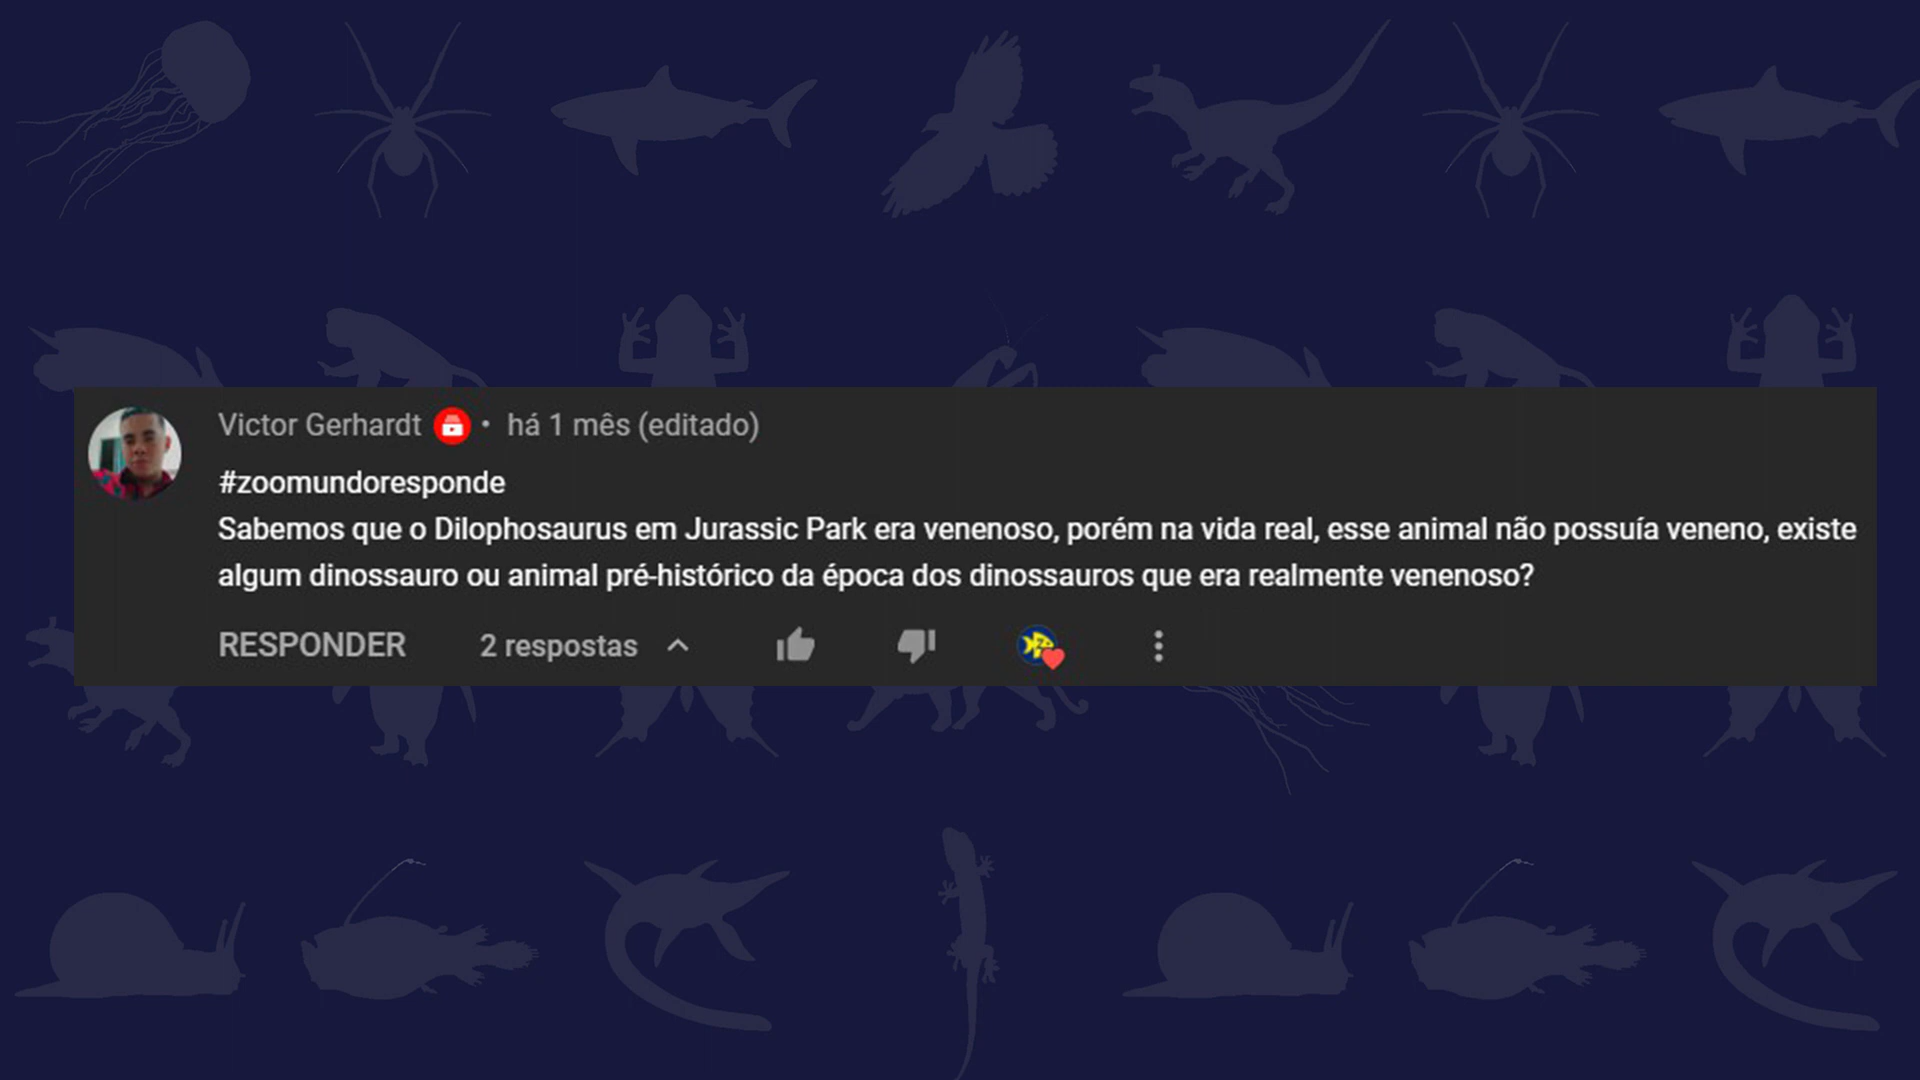 Victor Gerhardt • há 1 mês (editado)
#zoomundoresponde
Sabemos que o Dilophosaurus em Jurassic Park era venenoso, porém na vida real, esse animal não possuía veneno, existe
algum dinossauro ou animal pré-histórico da época dos dinossauros que era realmente venenoso?
RESPONDER 2 respostas